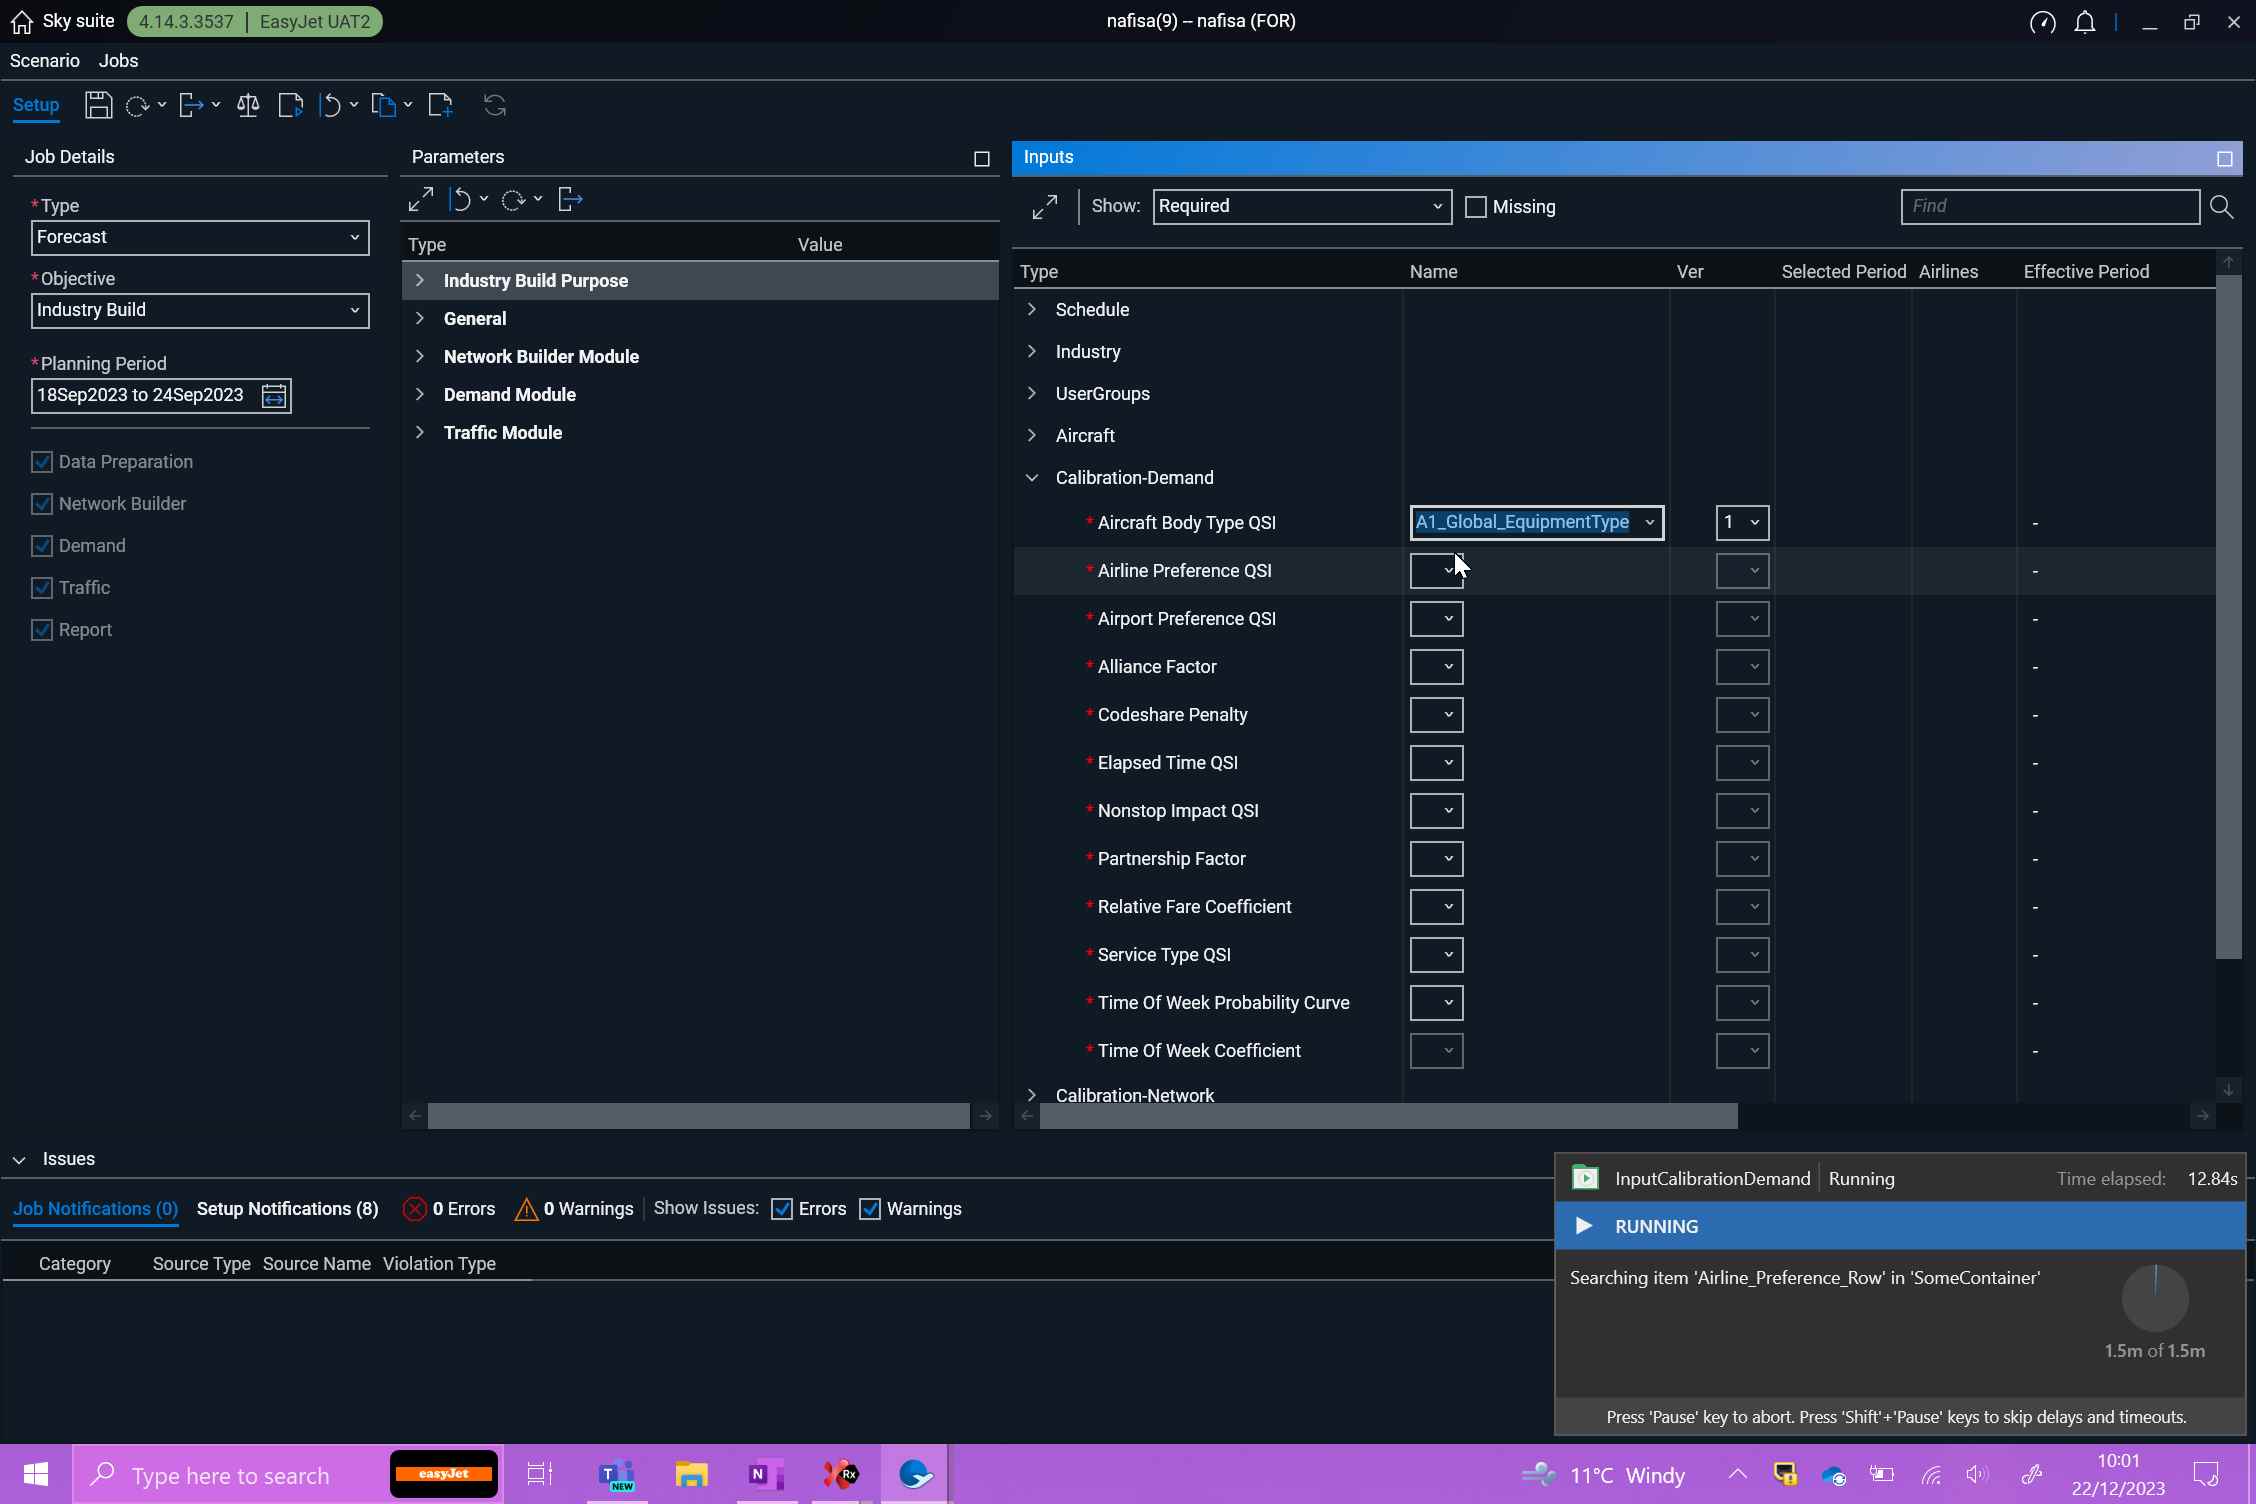 Sky suite 4.14.3.3537 | EasyJet UAT2 nafisa(9) – nafisa (FOR)
Scenario Jobs
Setup
Job Details
*Type
Forecast
*Objective
Industry Build
*Planning Period
18Sep2023 to 24Sep2023
Data Preparation
Network Builder
Demand
Traffic
Report
Parameters
Type Value
Industry Build Purpose
General
Network Builder Module
Demand Module
Traffic Module
Inputs
Show: Required Missing Find
Type Name Ver Selected Period Airlines Effective Period
Schedule
Industry
UserGroups
Aircraft
Calibration-Demand
* Aircraft Body Type QSI A1_Global_EquipmentType 1 -
* Airline Preference QSI -
* Airport Preference QSI -
* Alliance Factor -
* Codeshare Penalty -
* Elapsed Time QSI -
* Nonstop Impact QSI -
* Partnership Factor -
* Relative Fare Coefficient -
* Service Type QSI -
* Time Of Week Probability Curve -
* Time Of Week Coefficient -
Calibration-Network
Issues
Job Notifications (0) Setup Notifications (8) 0 Errors 0 Warnings Show Issues: Errors Warnings
Category Source Type Source Name Violation Type
InputCalibrationDemand Running Time elapsed: 12.84s
RUNNING
Searching item 'Airline_Preference_Row' in 'SomeContainer'
1.5m of 1.5m
Press 'Pause' key to abort. Press 'Shift'+'Pause' keys to skip delays and timeouts.
Type here to search easyJet T NEW N Rx 11°C Windy 10:01
22/12/2023